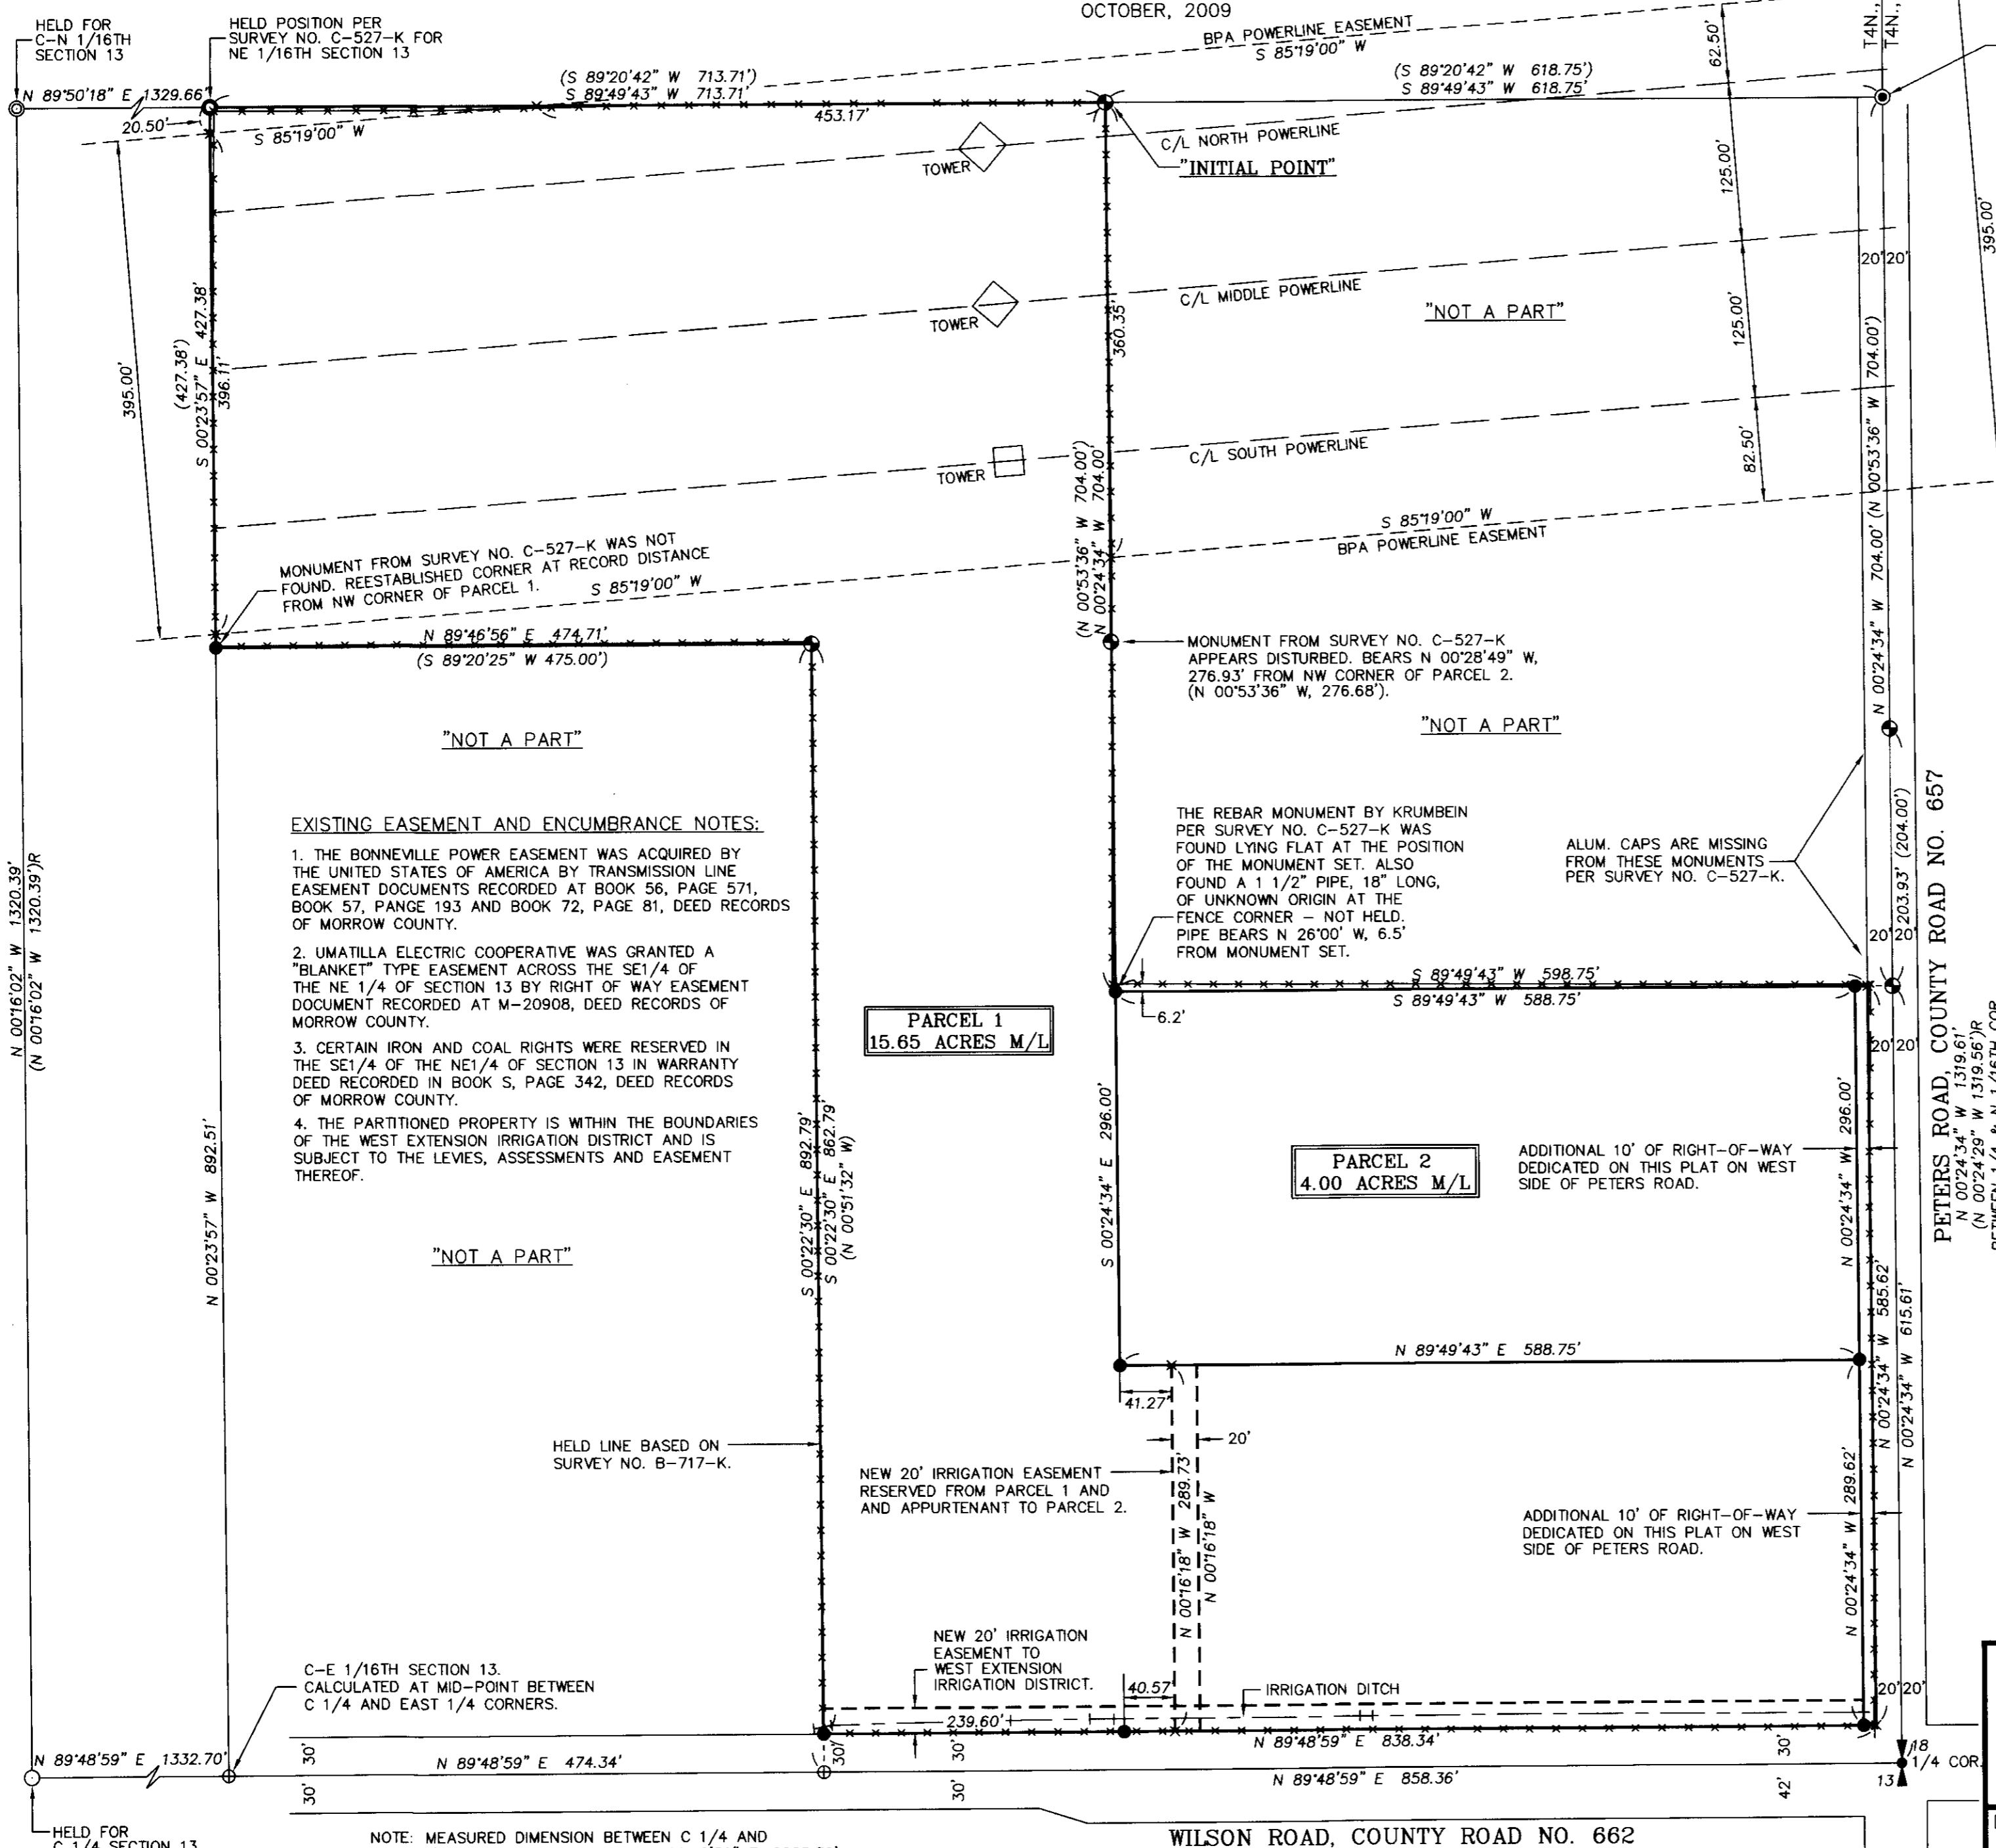 OCTOBER, 2009
HELD FOR
C-N 1/16TH
SECTION 13
HELD POSITION PER
SURVEY NO. C-527-K FOR
NE 1/16TH SECTION 13
BPA POWERLINE EASEMENT
S 85°19'00" W
62.50'
T4N.,
T4N.,
N 89°50'18" E 1329.66'
(S 89°20'42" W 713.71')
S 89°49'43" W 713.71'
(S 89°20'42" W 618.75')
S 89°49'43" W 618.75'
20.50'
S 85°19'00" W
453.17'
C/L NORTH POWERLINE
TOWER
"INITIAL POINT"
125.00'
395.00'
20'
20'
C/L MIDDLE POWERLINE
TOWER
"NOT A PART"
395.00'
(427.38')
S 00°23'57" E 427.38'
396.11'
360.35'
125.00'
N 00°24'34" W 704.00' (N 00°53'36" W 704.00')
C/L SOUTH POWERLINE
TOWER
82.50'
(N 00°53'36" W 704.00')
N 00°24'34" W 704.00'
S 85°19'00" W
BPA POWERLINE EASEMENT
MONUMENT FROM SURVEY NO. C-527-K WAS NOT
FOUND. REESTABLISHED CORNER AT RECORD DISTANCE
FROM NW CORNER OF PARCEL 1.
S 85°19'00" W
N 89°46'56" E 474.71'
(S 89°20'25" W 475.00')
MONUMENT FROM SURVEY NO. C-527-K
APPEARS DISTURBED. BEARS N 00°28'49" W,
276.93' FROM NW CORNER OF PARCEL 2.
(N 00°53'36" W, 276.68').
"NOT A PART"
"NOT A PART"
EXISTING EASEMENT AND ENCUMBRANCE NOTES:
1. THE BONNEVILLE POWER EASEMENT WAS ACQUIRED BY
THE UNITED STATES OF AMERICA BY TRANSMISSION LINE
EASEMENT DOCUMENTS RECORDED AT BOOK 56, PAGE 571,
BOOK 57, PANGE 193 AND BOOK 72, PAGE 81, DEED RECORDS
OF MORROW COUNTY.
2. UMATILLA ELECTRIC COOPERATIVE WAS GRANTED A
"BLANKET" TYPE EASEMENT ACROSS THE SE1/4 OF
THE NE 1/4 OF SECTION 13 BY RIGHT OF WAY EASEMENT
DOCUMENT RECORDED AT M-20908, DEED RECORDS OF
MORROW COUNTY.
3. CERTAIN IRON AND COAL RIGHTS WERE RESERVED IN
THE SE1/4 OF THE NE1/4 OF SECTION 13 IN WARRANTY
DEED RECORDED IN BOOK S, PAGE 342, DEED RECORDS
OF MORROW COUNTY.
4. THE PARTITIONED PROPERTY IS WITHIN THE BOUNDARIES
OF THE WEST EXTENSION IRRIGATION DISTRICT AND IS
SUBJECT TO THE LEVIES, ASSESSMENTS AND EASEMENT
THEREOF.
"NOT A PART"
N 00°16'02" W 1320.39'
(N 00°16'02" W 1320.39')R
N 00°23'57" W 892.51'
THE REBAR MONUMENT BY KRUMBEIN
PER SURVEY NO. C-527-K WAS
FOUND LYING FLAT AT THE POSITION
OF THE MONUMENT SET. ALSO
FOUND A 1 1/2" PIPE, 18" LONG,
OF UNKNOWN ORIGIN AT THE
FENCE CORNER – NOT HELD.
PIPE BEARS N 26°00' W, 6.5'
FROM MONUMENT SET.
ALUM. CAPS ARE MISSING
FROM THESE MONUMENTS
PER SURVEY NO. C-527-K.
203.93' (204.00')
20'
20'
S 89°49'43" W 598.75'
S 89°49'43" W 588.75'
6.2'
20'
20'
PARCEL 1
15.65 ACRES M/L
S 00°22'30" E 892.79'
S 00°22'30" E 862.79'
(N 00°51'32" W)
S 00°24'34" E 296.00'
PARCEL 2
4.00 ACRES M/L
ADDITIONAL 10' OF RIGHT-OF-WAY
DEDICATED ON THIS PLAT ON WEST
SIDE OF PETERS ROAD.
N 00°24'34" W 296.00'
PETERS ROAD, COUNTY ROAD NO. 657
N 00°24'34" W 1319.61'
(N 00°24'29" W 1319.56')R
BETWEEN 1/4 & N 1/16TH COR
N 00°24'34" W 585.62'
N 00°24'34" W 615.61'
N 89°49'43" E 588.75'
41.27'
20'
HELD LINE BASED ON
SURVEY NO. B-717-K.
NEW 20' IRRIGATION EASEMENT
RESERVED FROM PARCEL 1 AND
AND APPURTENANT TO PARCEL 2.
N 00°16'18" W 289.73'
N 00°16'18" W
ADDITIONAL 10' OF RIGHT-OF-WAY
DEDICATED ON THIS PLAT ON WEST
SIDE OF PETERS ROAD.
N 00°24'34" W 289.62'
C-E 1/16TH SECTION 13.
CALCULATED AT MID-POINT BETWEEN
C 1/4 AND EAST 1/4 CORNERS.
NEW 20' IRRIGATION
EASEMENT TO
WEST EXTENSION
IRRIGATION DISTRICT.
40.57'
IRRIGATION DITCH
20'
20'
239.60'
N 89°48'59" E 838.34'
N 89°48'59" E 1332.70'
30'
30'
N 89°48'59" E 474.34'
30'
30'
30'
N 89°48'59" E 858.36'
30'
42'
18
1/4 COR.
13
HELD FOR
C 1/4 SECTION 13
NOTE: MEASURED DIMENSION BETWEEN C 1/4 AND
WILSON ROAD, COUNTY ROAD NO. 662